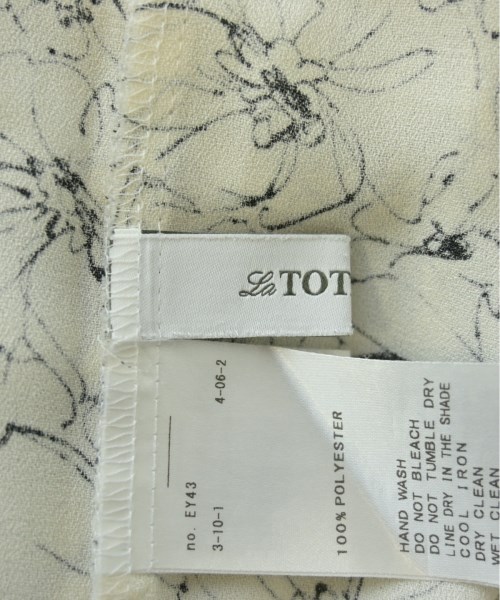 La TOT
4-06-2
no. EY43
3-10-1
100% POLYESTER
HAND WASH
DO NOT BLEACH
DO NOT TUMBLE DRY
LINE DRY IN THE SHADE
COOL IRON
DRY CLEAN
WET CLEAN